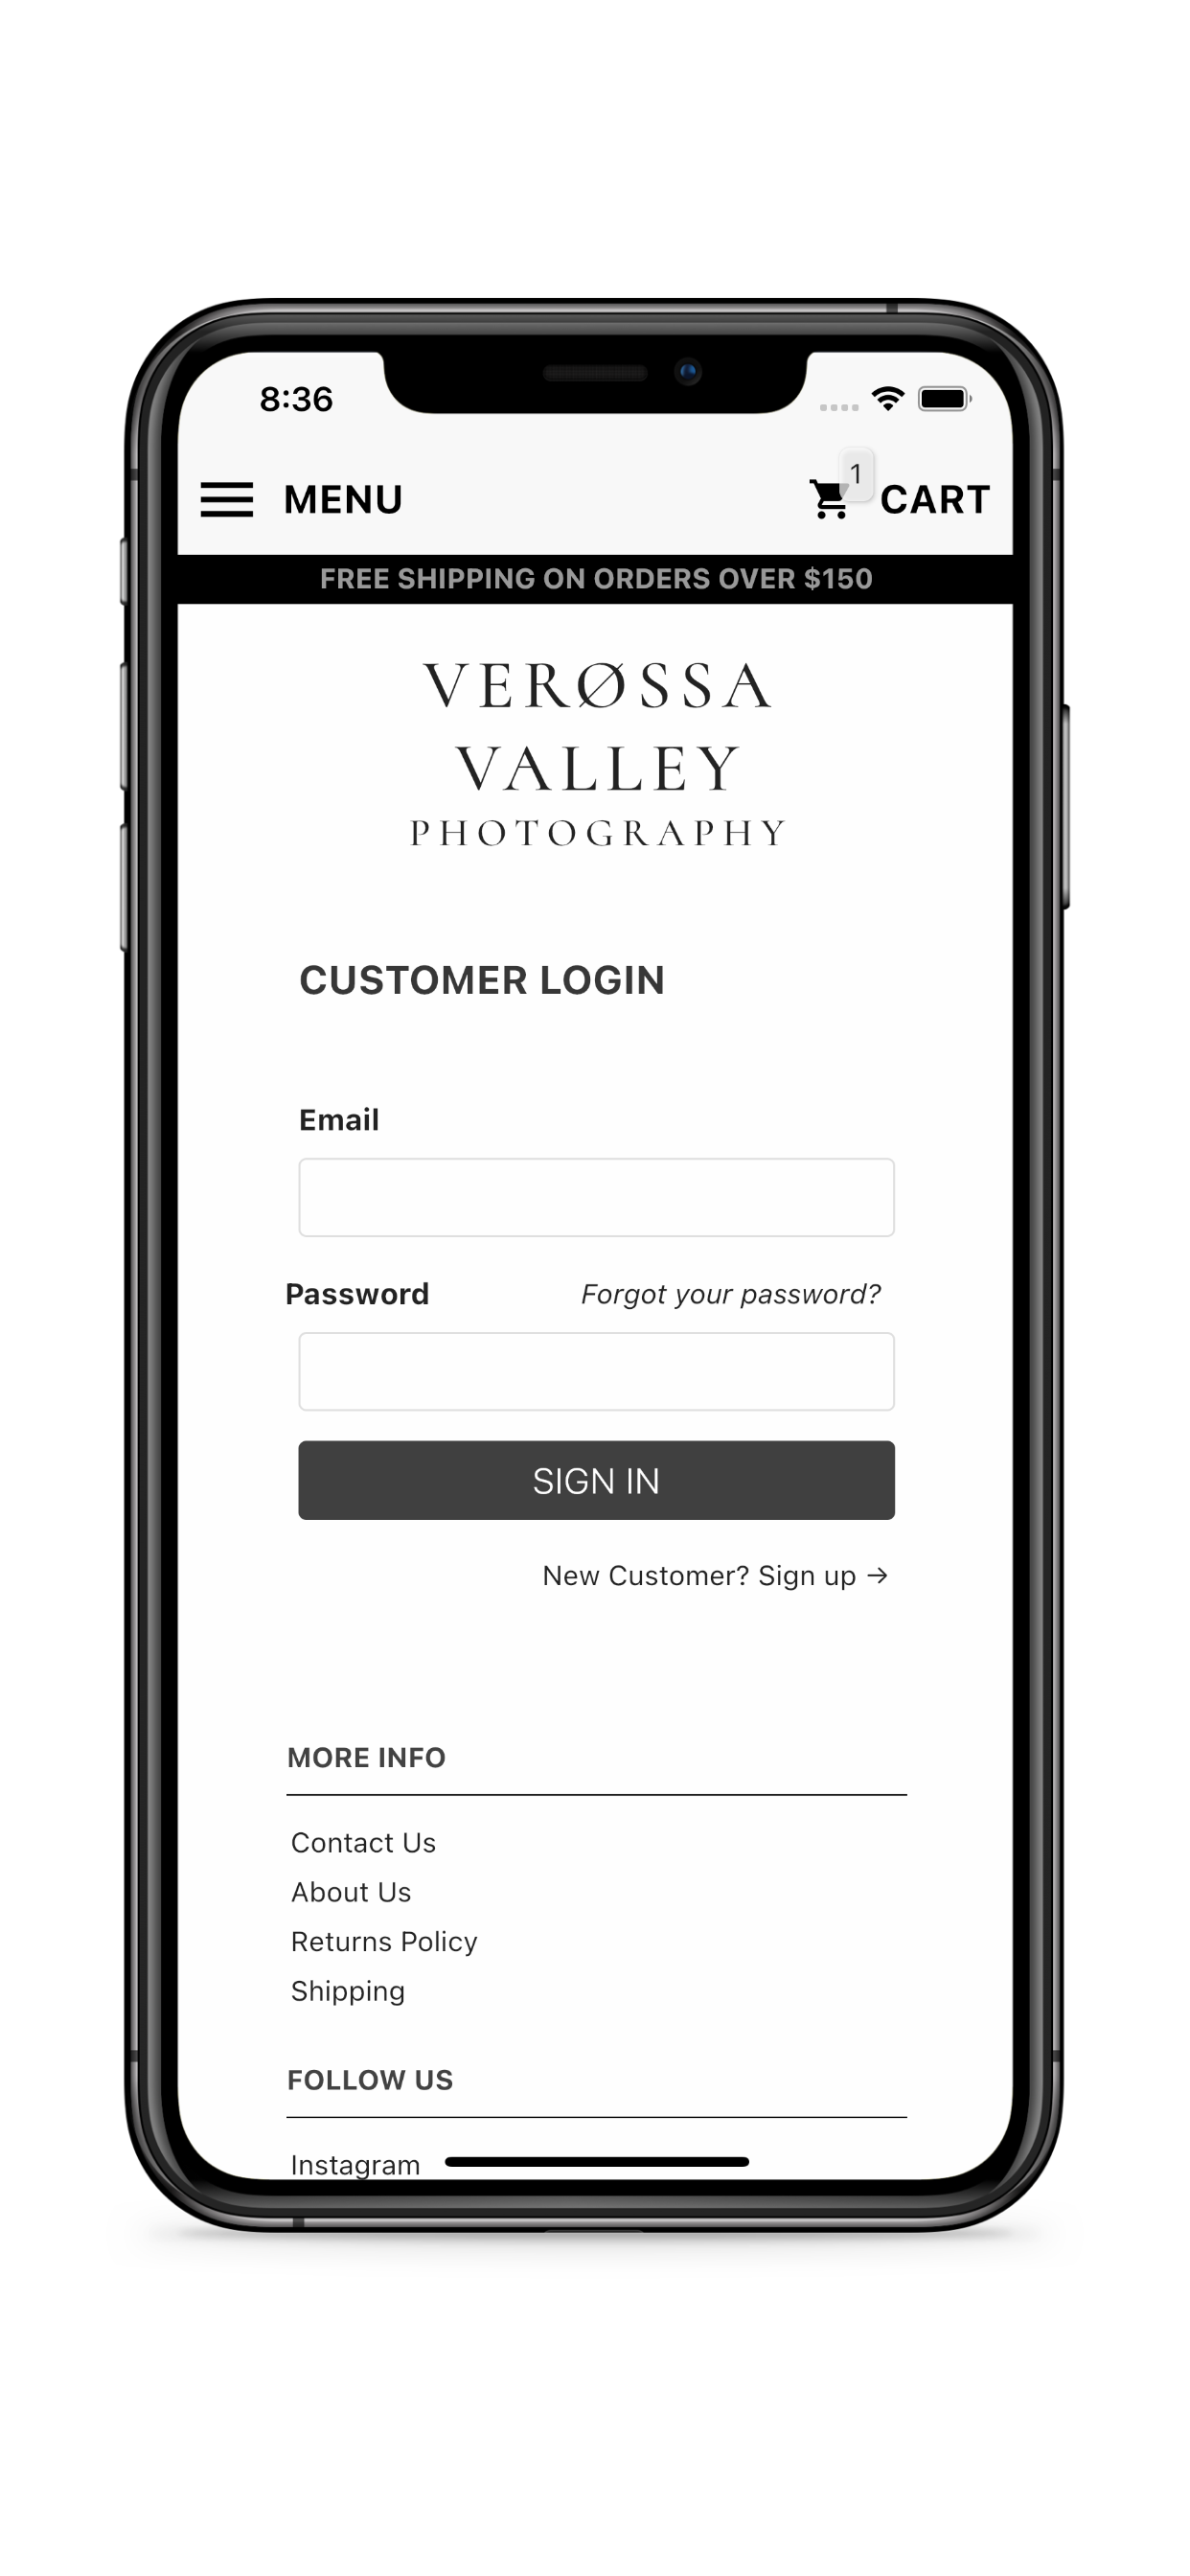 8:36
MENU
1
CART
FREE SHIPPING ON ORDERS OVER $150
VERØSSA
VALLEY
PHOTOGRAPHY
CUSTOMER LOGIN
Email
Password Forgot your password?
SIGN IN
New Customer? Sign up →
MORE INFO
Contact Us
About Us
Returns Policy
Shipping
FOLLOW US
Instagram